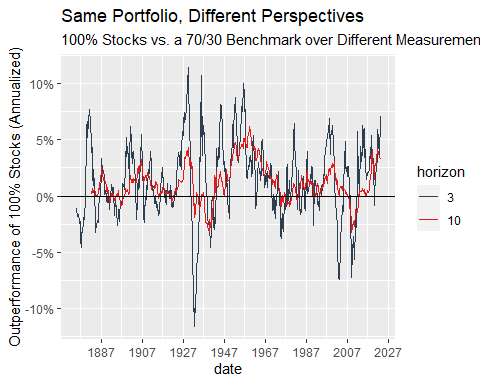 Same Portfolio, Different Perspectives
100% Stocks vs. a 70/30 Benchmark over Different Measuremen
Outperformance of 100% Stocks (Annualized)
10%
5%
0%
-5%
-10%
1887 1907 1927 1947 1967 1987 2007 2027
date
horizon
3
10